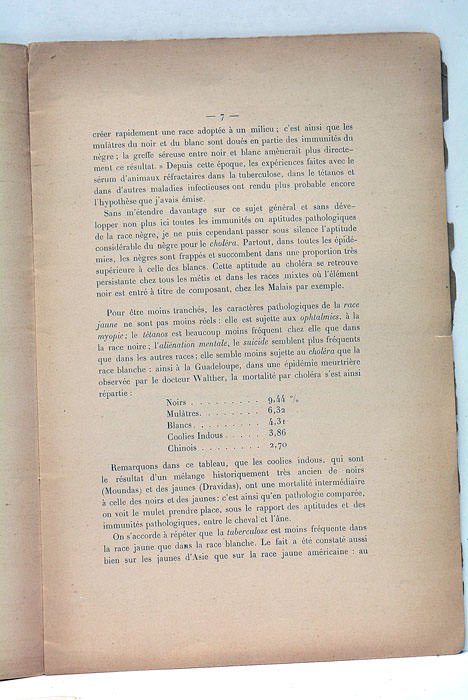 — 7 —
créer rapidement une race adoptée à un milieu ; c'est ainsi que les
mulâtres du noir et du blanc sont doués en partie des immunités du
nègre ; la greffe séreuse entre noir et blanc amènerait plus directe-
ment ce résultat. » Depuis cette époque, les expériences faites avec le
sérum d'animaux réfractaires dans la tuberculose, dans le tétanos et
dans d'autres maladies infectieuses ont rendu plus probable encore
l'hypothèse que j'avais émise.
Sans m'étendre davantage sur ce sujet général et sans déve-
lopper non plus ici toutes les immunités ou aptitudes pathologiques
de la race nègre, je ne puis cependant passer sous silence l'aptitude
considérable du nègre pour le choléra. Partout, dans toutes les épidé-
mies, les nègres sont frappés et succombent dans une proportion très
supérieure à celle des blancs. Cette aptitude au choléra se retrouve
persistante chez tous les métis et dans les races mixtes où l'élément
noir est entré à titre de composant, chez les Malais par exemple.
Pour être moins tranchés, les caractères pathologiques de la race
jaune ne sont pas moins réels : elle est sujette aux ophtalmies, à la
myopie ; le tétanos est beaucoup moins fréquent chez elle que dans
la race noire ; l'aliénation mentale, le suicide semblent plus fréquents
que dans les autres races ; elle semble moins sujette au choléra que la
race blanche : ainsi à la Guadeloupe, dans une épidémie meurtrière
observée par le docteur Walther, la mortalité par choléra s'est ainsi
répartie :
Noirs . . . . . . . . . . 9,44 %
Mulâtres. . . . . . . . . 6,32
Blancs . . . . . . . . . . 4,31
Coolies Indous . . . . . 3,86
Chinois . . . . . . . . . 2,70
Remarquons dans ce tableau, que les coolies indous, qui sont
le résultat d'un mélange historiquement très ancien de noirs
(Moundas) et des jaunes (Dravidas), ont une mortalité intermédiaire
à celle des noirs et des jaunes : c'est ainsi qu'en pathologie comparée,
on voit le mulet prendre place, sous le rapport des aptitudes et des
immunités pathologiques, entre le cheval et l'âne.
On s'accorde à répéter que la tuberculose est moins fréquente dans
la race jaune que dans la race blanche. Le fait a été constaté aussi
bien sur les jaunes d'Asie que sur la race jaune américaine : au